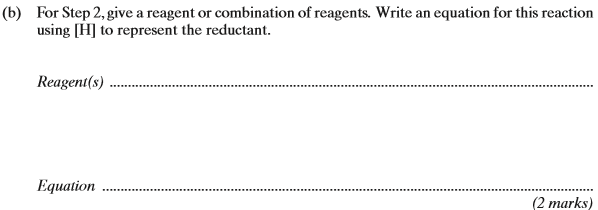 (b) For Step 2, give a reagent or combination of reagents. Write an equation for this reaction
using [H] to represent the reductant.
Reagent(s) ..........................................................................................................................
Equation ............................................................................................................................
(2 marks)